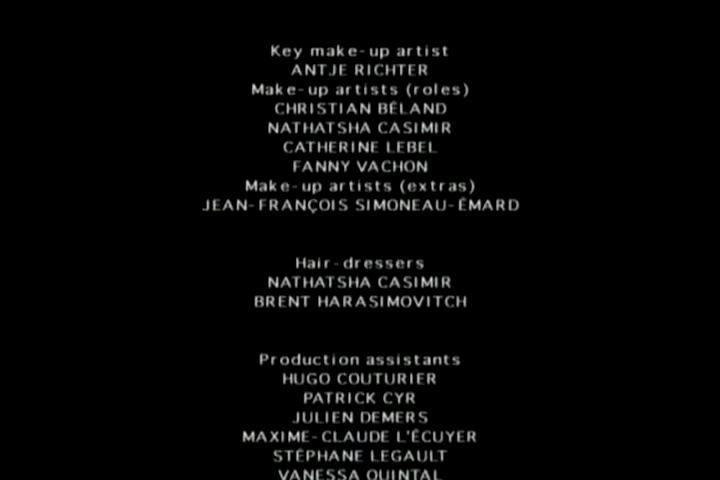 Key make-up artist
ANTJE RICHTER
Make-up artists (roles)
CHRISTIAN BÉLAND
NATHATSHA CASIMIR
CATHERINE LEBEL
FANNY VACHON
Make-up artists (extras)
JEAN-FRANÇOIS SIMONEAU-ÉMARD
Hair-dressers
NATHATSHA CASIMIR
BRENT HARASIMOVITCH
Production assistants
HUGO COUTURIER
PATRICK CYR
JULIEN DEMERS
MAXIME-CLAUDE L'ÉCUYER
STÉPHANE LEGAULT
VANESSA QUINTAL